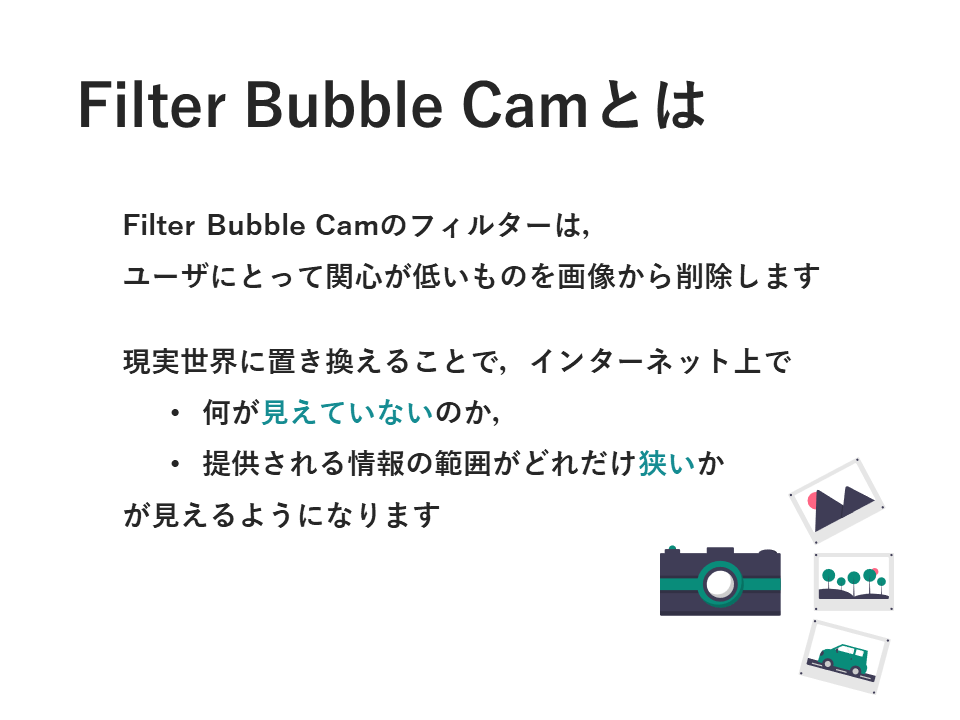 Filter Bubble Camとは
Filter Bubble Camのフィルターは,
ユーザにとって関心が低いものを画像から削除します
現実世界に置き換えることで, インターネット上で
• 何が見えていないのか,
• 提供される情報の範囲がどれだけ狭いか
が見えるようになります